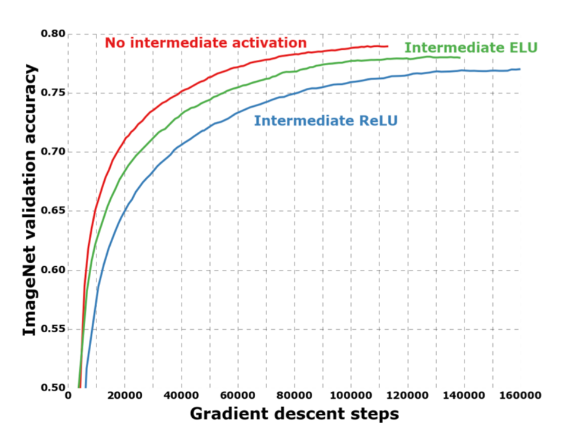 0.80
No intermediate activation
Intermediate ELU
0.75
Intermediate ReLU
0.70
0.65
0.60
0.55
0.50
ImageNet validation accuracy
0 20000 40000 60000 80000 100000 120000 140000 160000
Gradient descent steps